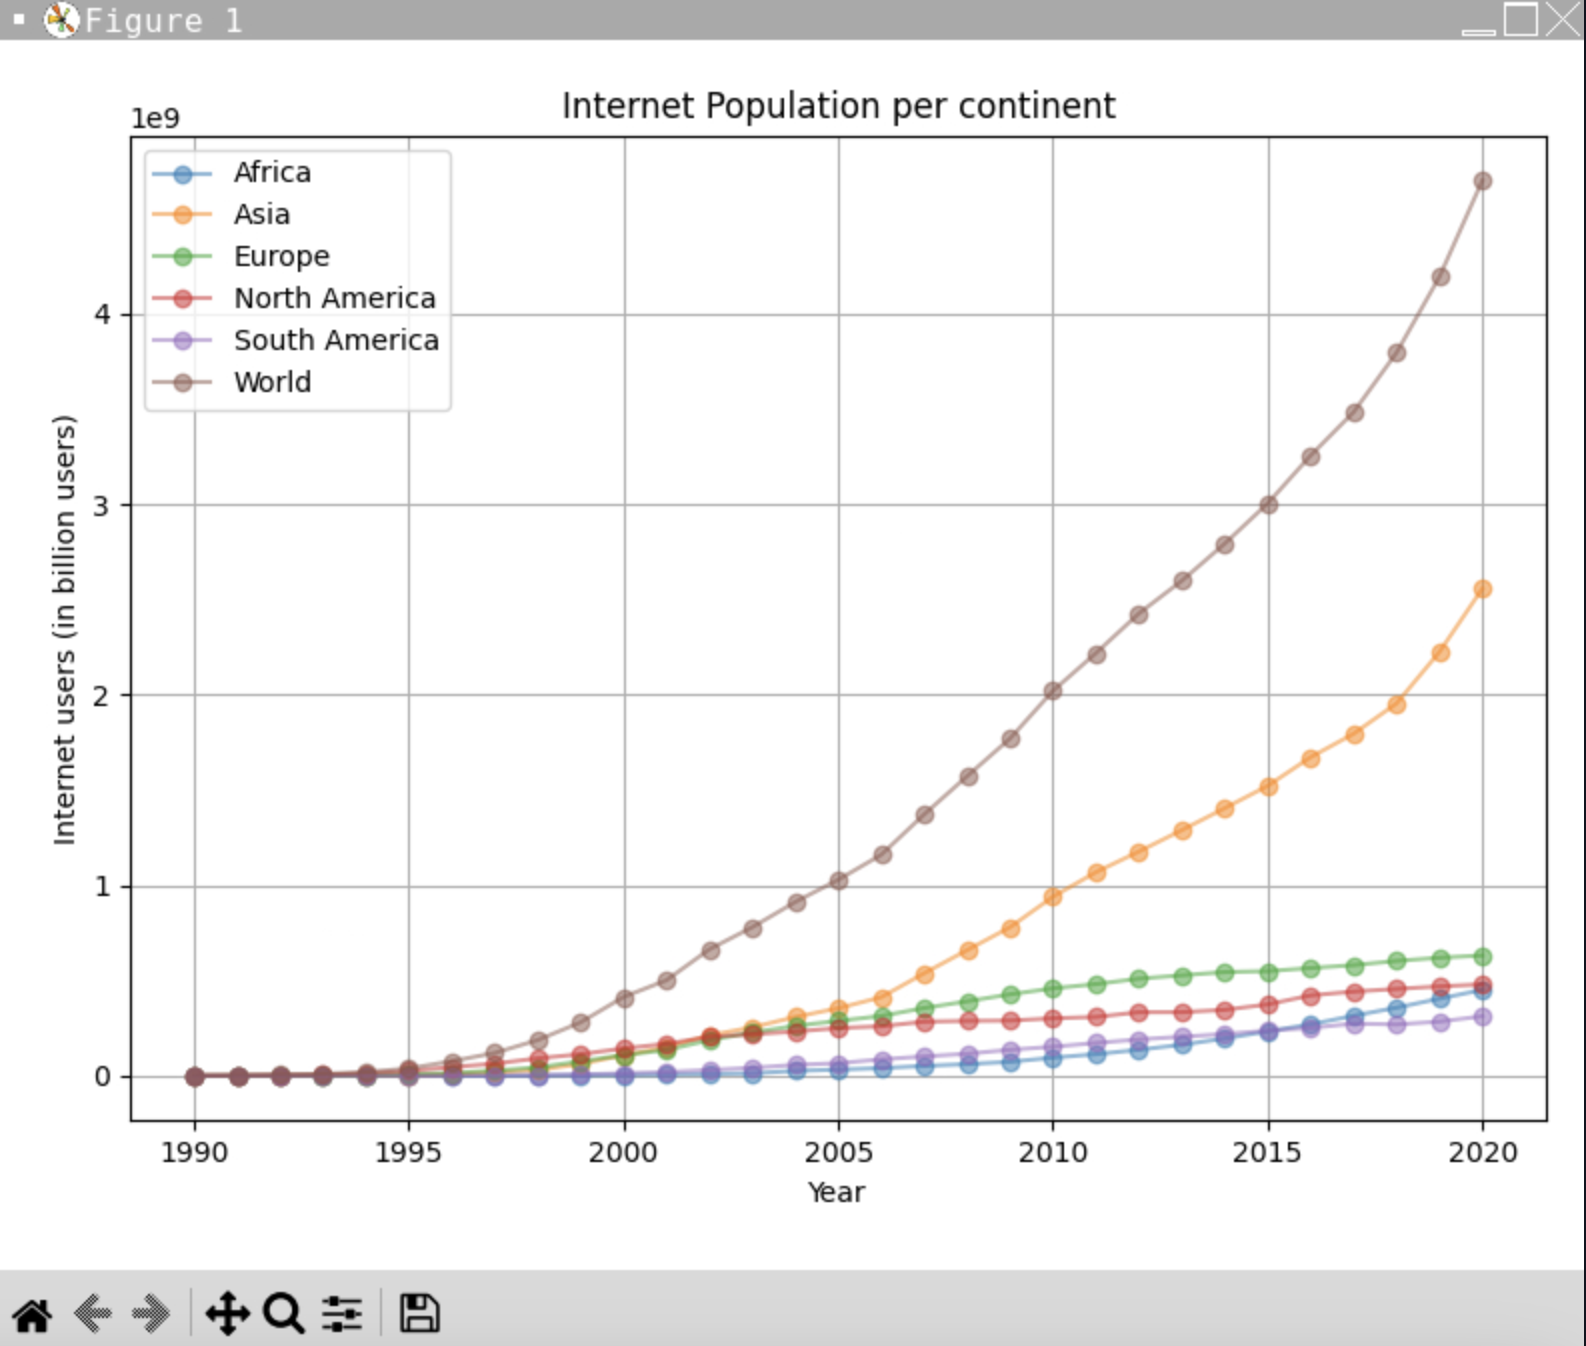 Figure 1
Internet Population per continent
1e9
Africa
Asia
Europe
North America
South America
World
4
3
2
1
0
Internet users (in billion users)
1990 1995 2000 2005 2010 2015 2020
Year